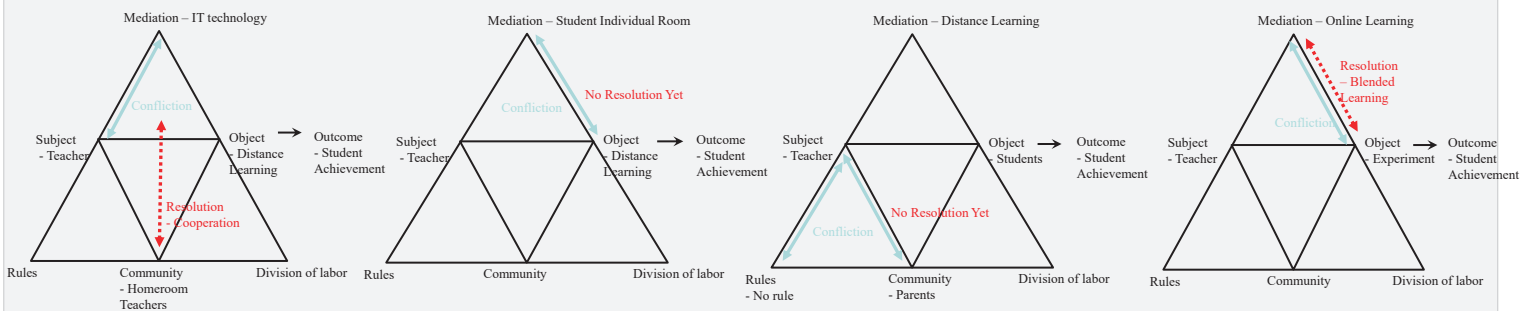 Mediation – IT technology
Confliction
Subject
- Teacher
Object
- Distance
Learning
Outcome
- Student
Achievement
Resolution
- Cooperation
Rules
Community
- Homeroom
Teachers
Division of labor
Mediation – Student Individual Room
No Resolution Yet
Confliction
Subject
- Teacher
Object
- Distance
Learning
Outcome
- Student
Achievement
Rules
Community
Division of labor
Mediation – Distance Learning
Subject
- Teacher
Object
- Students
Outcome
- Student
Achievement
No Resolution Yet
Confliction
Rules
- No rule
Community
- Parents
Division of labor
Mediation – Online Learning
Resolution
– Blended
Learning
Confliction
Subject
- Teacher
Object
- Experiment
Outcome
- Student
Achievement
Rules
Community
Division of labor